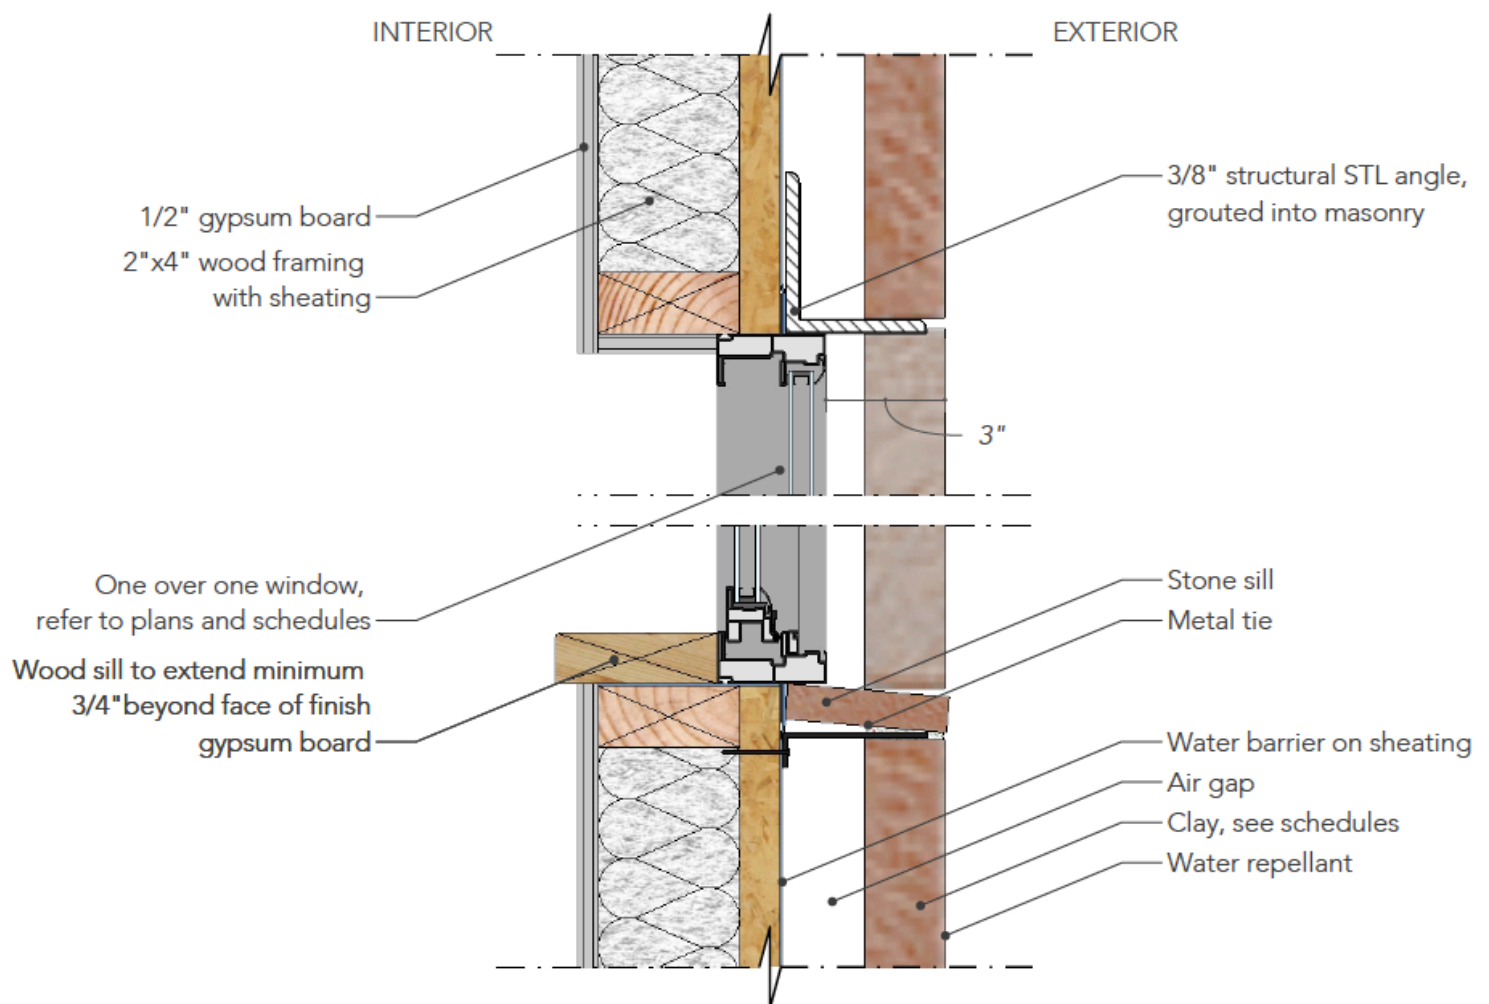 INTERIOR
EXTERIOR
1/2" gypsum board
2"x4" wood framing
with sheating
3/8" structural STL angle,
grouted into masonry
3"
One over one window,
refer to plans and schedules
Wood sill to extend minimum
3/4"beyond face of finish
gypsum board
Stone sill
Metal tie
Water barrier on sheating
Air gap
Clay, see schedules
Water repellant